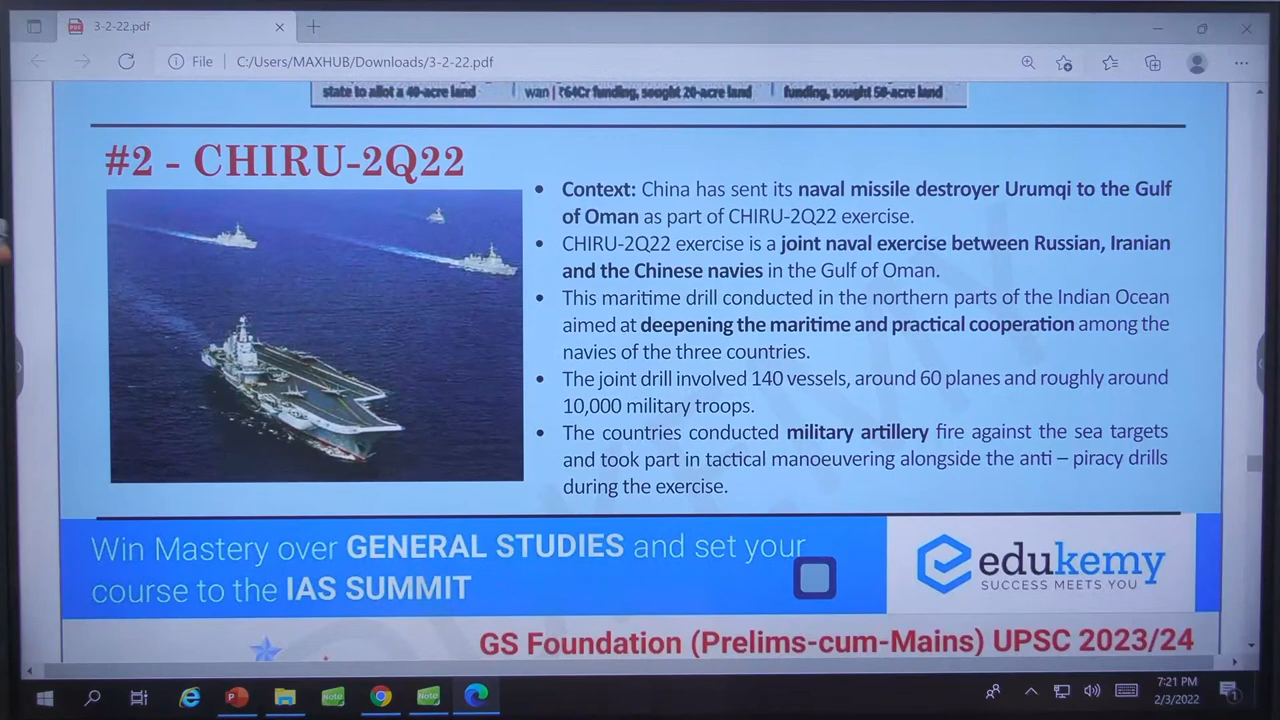 3-2-22.pdf
File
C:/Users/MAXHUB/Downloads/3-2-22.pdf
state to allot a 40-acre land
wan | ₹64Cr funding, sought 20-acre land
funding, sought 50-acre land
#2 - CHIRU-2Q22
• Context: China has sent its naval missile destroyer Urumqi to the Gulf
of Oman as part of CHIRU-2Q22 exercise.
• CHIRU-2Q22 exercise is a joint naval exercise between Russian, Iranian
and the Chinese navies in the Gulf of Oman.
• This maritime drill conducted in the northern parts of the Indian Ocean
aimed at deepening the maritime and practical cooperation among the
navies of the three countries.
• The joint drill involved 140 vessels, around 60 planes and roughly around
10,000 military troops.
• The countries conducted military artillery fire against the sea targets
and took part in tactical manoeuvering alongside the anti – piracy drills
during the exercise.
Win Mastery over GENERAL STUDIES and set your
course to the IAS SUMMIT
edukemy
SUCCESS MEETS YOU
GS Foundation (Prelims-cum-Mains) UPSC 2023/24
7:21 PM
2/3/2022